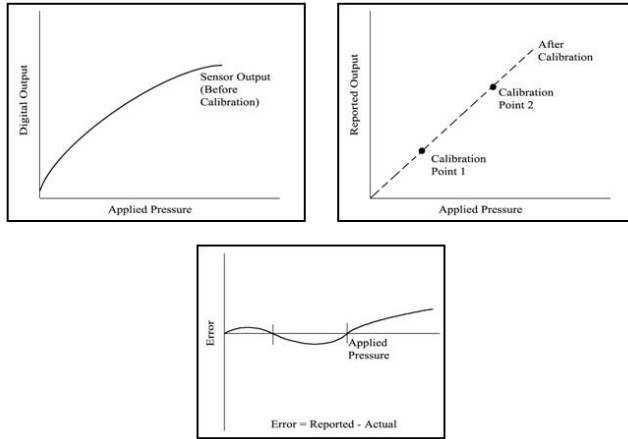 Digital Output
Sensor Output
(Before
Calibration)
Applied Pressure
Reported Output
After
Calibration
Calibration
Point 2
Calibration
Point 1
Applied Pressure
Error
Applied
Pressure
Error = Reported - Actual